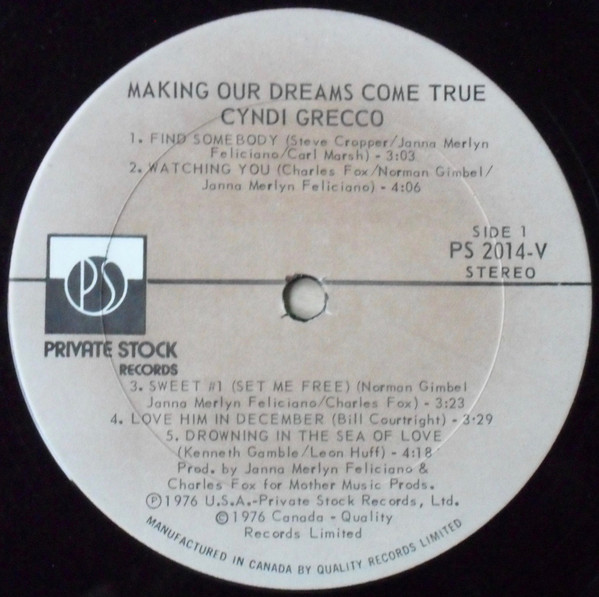 MAKING OUR DREAMS COME TRUE
CYNDI GRECCO
1. FIND SOMEBODY (Steve Cropper/Janna Merlyn
Feliciano/Carl Marsh) - 3:03
2. WATCHING YOU (Charles Fox/Norman Gimbel/
Janna Merlyn Feliciano) - 4:06
SIDE 1
PS 2014-V
STEREO
PS
PRIVATE STOCK
RECORDS
3. SWEET #1 (SET ME FREE) (Norman Gimbel
Janna Merlyn Feliciano/Charles Fox) - 3:23
4. LOVE HIM IN DECEMBER (Bill Courtright) - 3:29
5. DROWNING IN THE SEA OF LOVE
(Kenneth Gamble/Leon Huff) - 4:18
Prod. by Janna Merlyn Feliciano &
Charles Fox for Mother Music Prods.
Ⓟ1976 U.S.A.-Private Stock Records, Ltd.
©1976 Canada - Quality
Records Limited
MANUFACTURED IN CANADA BY QUALITY RECORDS LIMITED